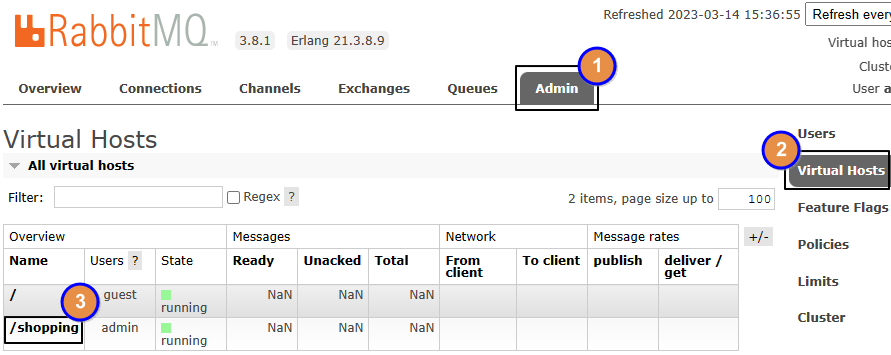 Refreshed 2023-03-14 15:36:55 Refresh every
RabbitMQ TM 3.8.1 Erlang 21.3.8.9
Virtual hos
Cluste
User a
Overview Connections Channels Exchanges Queues Admin
1
Virtual Hosts
Users
All virtual hosts
2
Virtual Hosts
Filter: Regex ? 2 items, page size up to 100
Feature Flags
Overview Messages Network Message rates +/-
Policies
Name Users ? State Ready Unacked Total From client To client publish deliver / get
Limits
/ guest running NaN NaN NaN
3
Cluster
/shopping admin running NaN NaN NaN